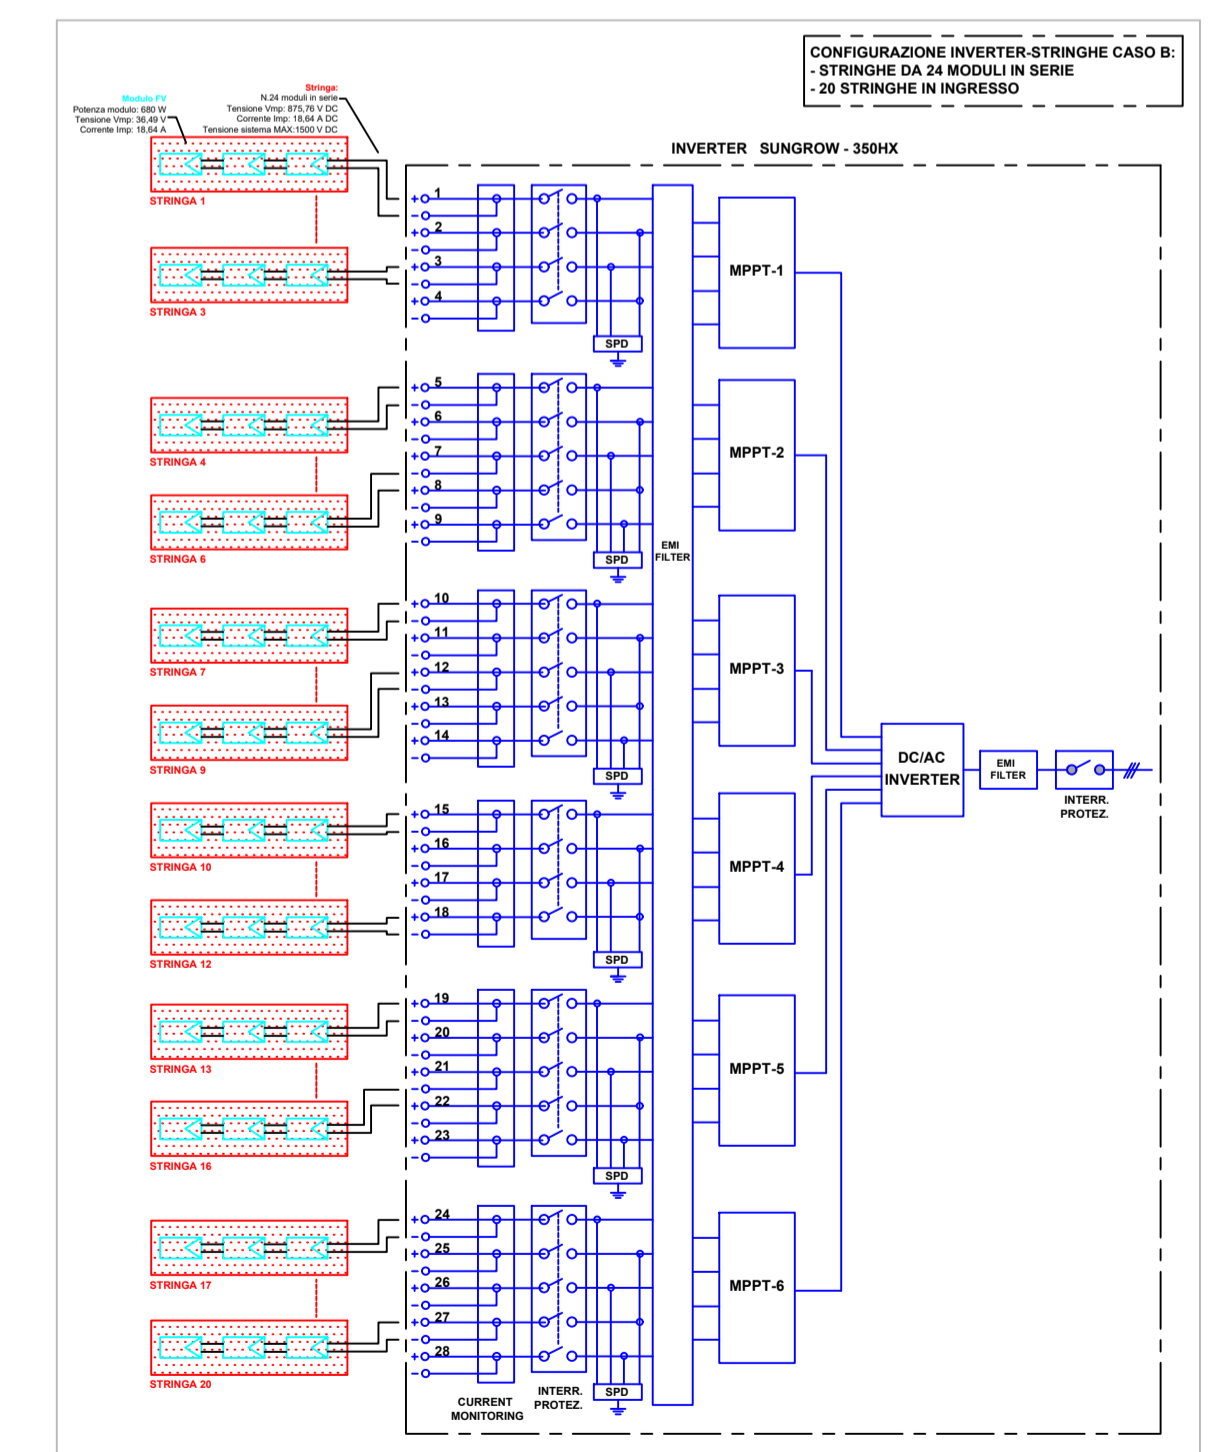 CONFIGURAZIONE INVERTER-STRINGHE CASO B:
- STRINGHE DA 24 MODULI IN SERIE
- 20 STRINGHE IN INGRESSO
Modulo FV
Potenza modulo: 680 W
Tensione Vmp: 36,49 V
Corrente Imp: 18,64 A
Stringa:
N.24 moduli in serie
Tensione Vmp: 875,76 V DC
Corrente Imp: 18,64 A DC
Tensione sistema MAX:1500 V DC
INVERTER SUNGROW - 350HX
STRINGA 1
STRINGA 3
+ 1
-
+ 2
-
+ 3
-
+ 4
-
SPD
MPPT-1
STRINGA 4
STRINGA 6
+ 5
-
+ 6
-
+ 7
-
+ 8
-
+ 9
-
SPD
MPPT-2
EMI
FILTER
STRINGA 7
STRINGA 9
+ 10
-
+ 11
-
+ 12
-
+ 13
-
+ 14
-
SPD
MPPT-3
DC/AC
INVERTER
EMI
FILTER
INTERR.
PROTEZ.
STRINGA 10
STRINGA 12
+ 15
-
+ 16
-
+ 17
-
+ 18
-
SPD
MPPT-4
STRINGA 13
STRINGA 16
+ 19
-
+ 20
-
+ 21
-
+ 22
-
+ 23
-
SPD
MPPT-5
STRINGA 17
STRINGA 20
+ 24
-
+ 25
-
+ 26
-
+ 27
-
+ 28
-
SPD
MPPT-6
CURRENT
MONITORING
INTERR.
PROTEZ.